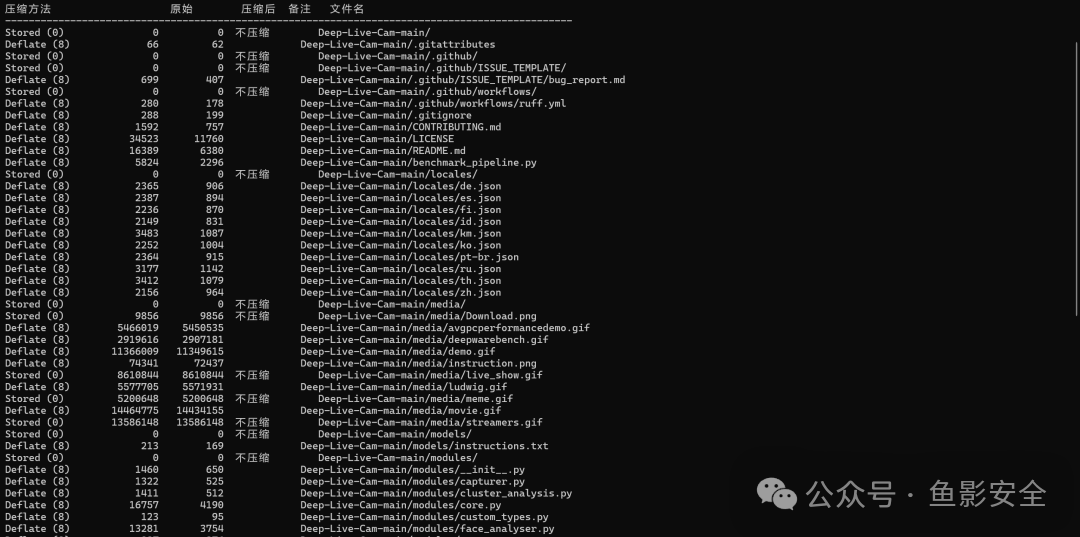 压缩方法 原始 压缩后 备注 文件名
--------------------------------------------------------------------------------
Stored (0) 0 0 不压缩 Deep-Live-Cam-main/
Deflate (8) 66 62 Deep-Live-Cam-main/.gitattributes
Stored (0) 0 0 不压缩 Deep-Live-Cam-main/.github/
Stored (0) 0 0 不压缩 Deep-Live-Cam-main/.github/ISSUE_TEMPLATE/
Deflate (8) 699 407 Deep-Live-Cam-main/.github/ISSUE_TEMPLATE/bug_report.md
Stored (0) 0 0 不压缩 Deep-Live-Cam-main/.github/workflows/
Deflate (8) 280 178 Deep-Live-Cam-main/.github/workflows/ruff.yml
Deflate (8) 288 199 Deep-Live-Cam-main/.gitignore
Deflate (8) 1592 757 Deep-Live-Cam-main/CONTRIBUTING.md
Deflate (8) 34523 11760 Deep-Live-Cam-main/LICENSE
Deflate (8) 16389 6380 Deep-Live-Cam-main/README.md
Deflate (8) 5824 2296 Deep-Live-Cam-main/benchmark_pipeline.py
Stored (0) 0 0 不压缩 Deep-Live-Cam-main/locales/
Deflate (8) 2365 906 Deep-Live-Cam-main/locales/de.json
Deflate (8) 2387 894 Deep-Live-Cam-main/locales/es.json
Deflate (8) 2236 870 Deep-Live-Cam-main/locales/fi.json
Deflate (8) 2149 831 Deep-Live-Cam-main/locales/id.json
Deflate (8) 3483 1087 Deep-Live-Cam-main/locales/km.json
Deflate (8) 2252 1004 Deep-Live-Cam-main/locales/ko.json
Deflate (8) 2364 915 Deep-Live-Cam-main/locales/pt-br.json
Deflate (8) 3177 1142 Deep-Live-Cam-main/locales/ru.json
Deflate (8) 3412 1079 Deep-Live-Cam-main/locales/th.json
Deflate (8) 2156 964 Deep-Live-Cam-main/locales/zh.json
Stored (0) 0 0 不压缩 Deep-Live-Cam-main/media/
Stored (0) 9856 9856 不压缩 Deep-Live-Cam-main/media/Download.png
Deflate (8) 5466019 5450535 Deep-Live-Cam-main/media/avgpcperformancedemo.gif
Deflate (8) 2919616 2907181 Deep-Live-Cam-main/media/deepwarebench.gif
Deflate (8) 11366009 11349615 Deep-Live-Cam-main/media/demo.gif
Deflate (8) 74341 72437 Deep-Live-Cam-main/media/instruction.png
Stored (0) 8610844 8610844 不压缩 Deep-Live-Cam-main/media/live_show.gif
Deflate (8) 5577705 5571931 Deep-Live-Cam-main/media/ludwig.gif
Stored (0) 5200648 5200648 不压缩 Deep-Live-Cam-main/media/meme.gif
Deflate (8) 14464775 14434155 Deep-Live-Cam-main/media/movie.gif
Stored (0) 13586148 13586148 不压缩 Deep-Live-Cam-main/media/streamers.gif
Stored (0) 0 0 不压缩 Deep-Live-Cam-main/models/
Deflate (8) 213 169 Deep-Live-Cam-main/models/instructions.txt
Stored (0) 0 0 不压缩 Deep-Live-Cam-main/modules/
Deflate (8) 1460 650 Deep-Live-Cam-main/modules/__init__.py
Deflate (8) 1322 525 Deep-Live-Cam-main/modules/capturer.py
Deflate (8) 1411 512 Deep-Live-Cam-main/modules/cluster_analysis.py
Deflate (8) 16757 4190 Deep-Live-Cam-main/modules/core.py
Deflate (8) 123 95 Deep-Live-Cam-main/modules/custom_types.py
Deflate (8) 13281 3754 Deep-Live-Cam-main/modules/face_analyser.py
公众号 · 鱼影安全